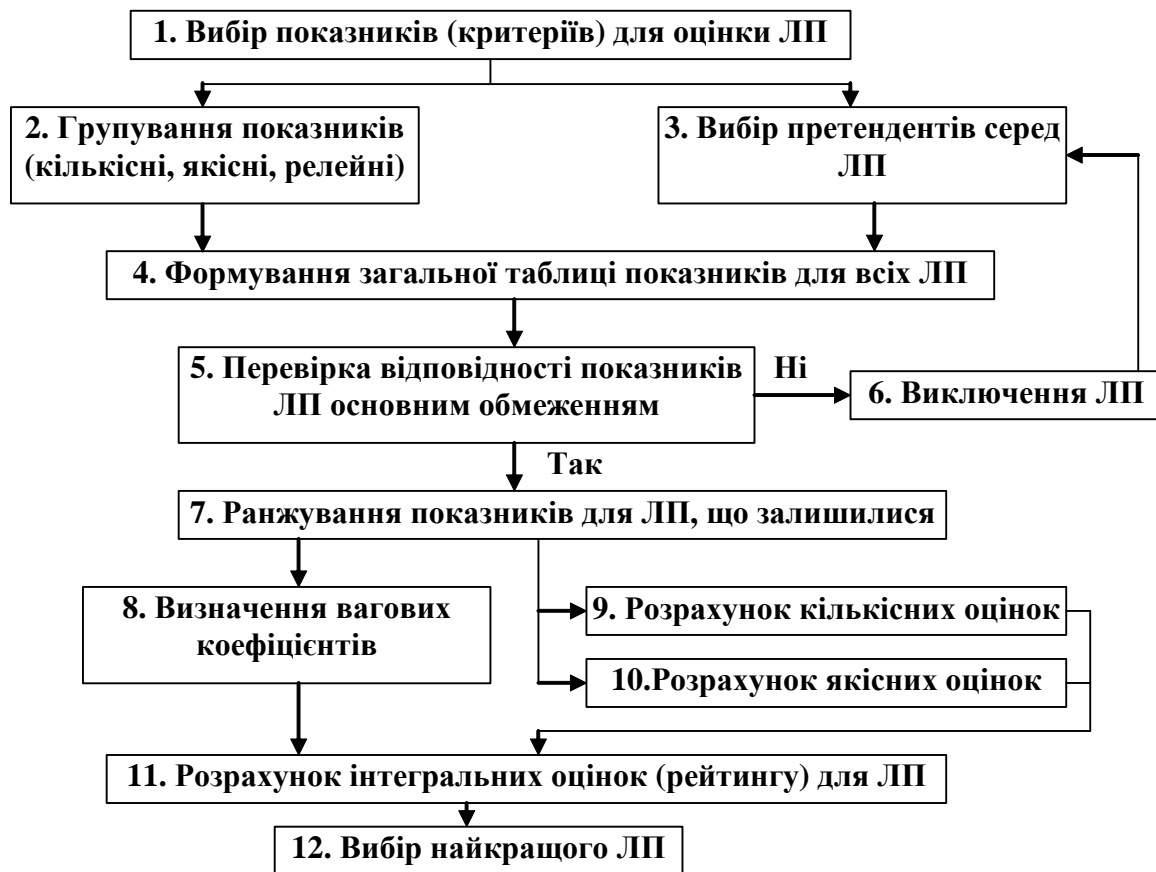 1. Вибір показників (критеріїв) для оцінки ЛП
2. Групування показників
(кількісні, якісні, релейні)
3. Вибір претендентів серед
ЛП
4. Формування загальної таблиці показників для всіх ЛП
5. Перевірка відповідності показників
ЛП основним обмеженням
Ні
6. Виключення ЛП
Так
7. Ранжування показників для ЛП, що залишилися
8. Визначення вагових
коефіцієнтів
9. Розрахунок кількісних оцінок
10.Розрахунок якісних оцінок
11. Розрахунок інтегральних оцінок (рейтингу) для ЛП
12. Вибір найкращого ЛП